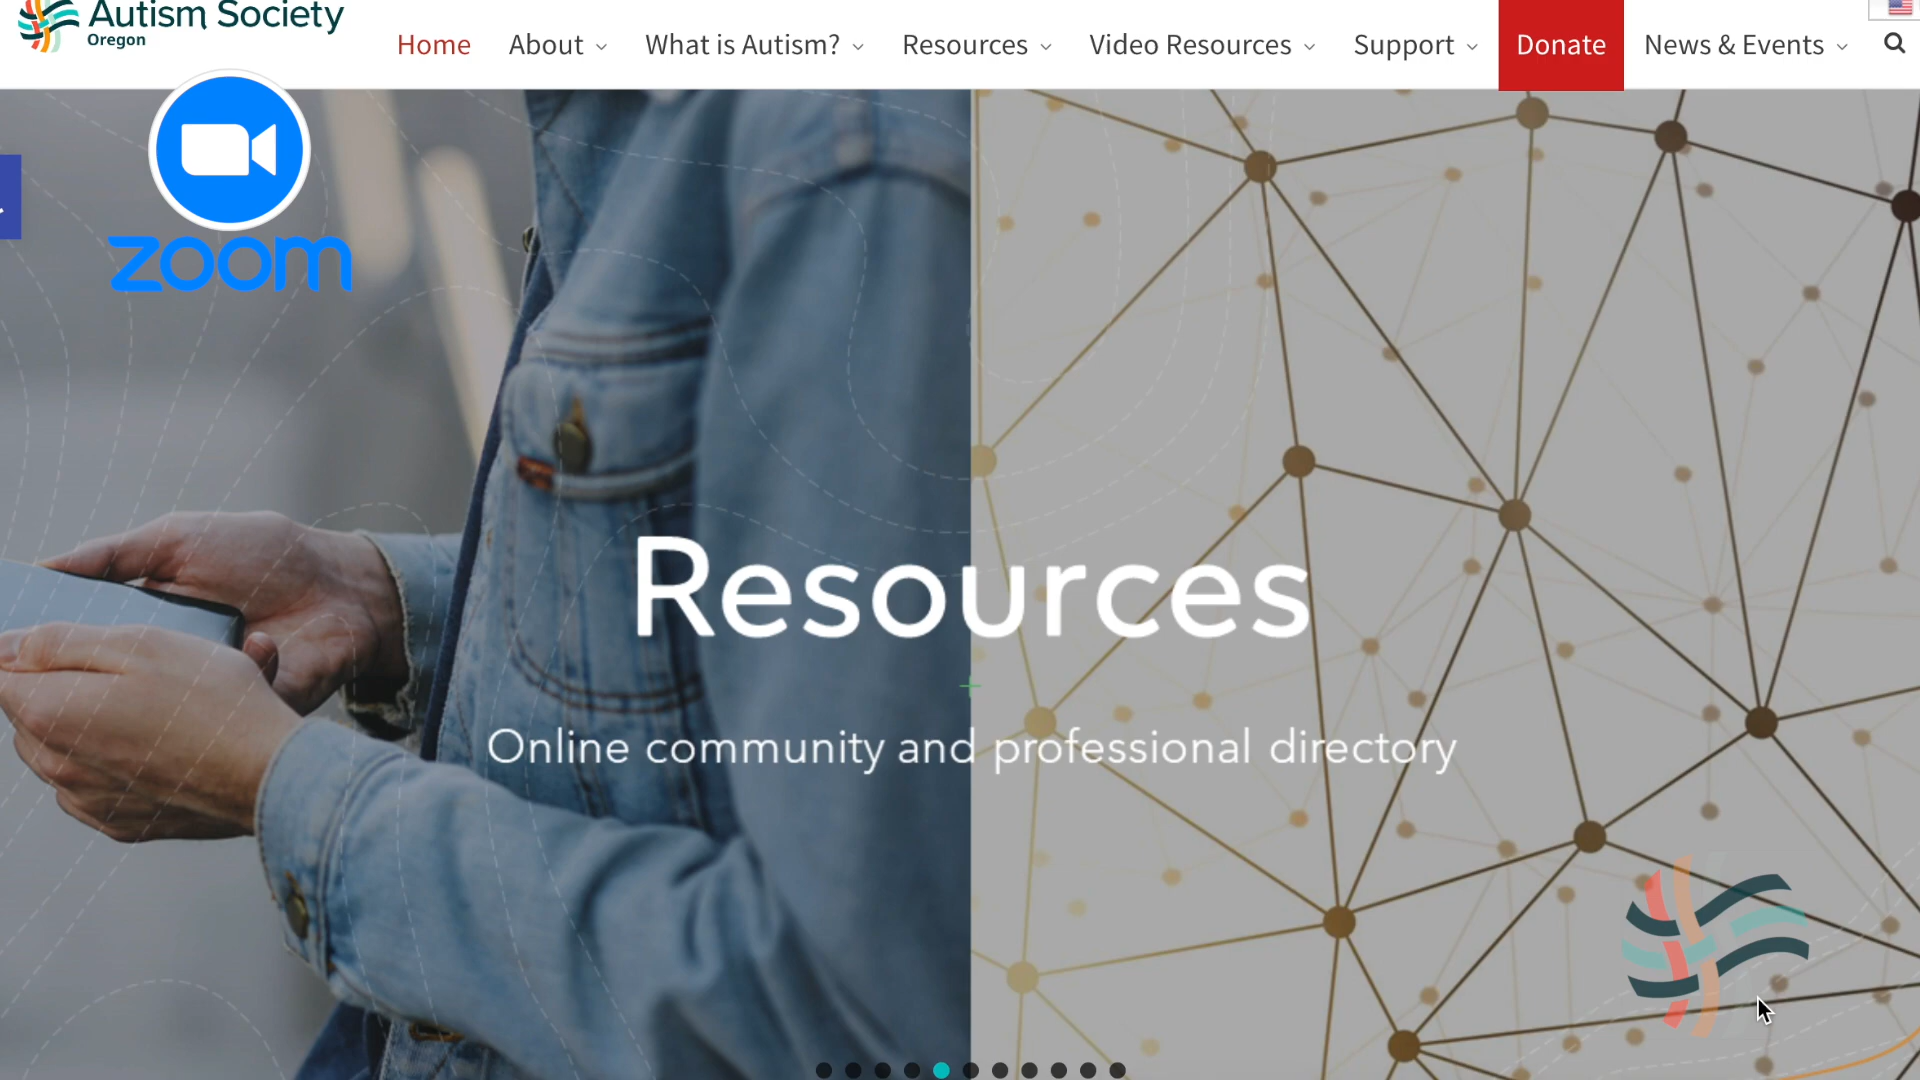 Autism Society
Oregon
Home About What is Autism? Resources Video Resources Support Donate News & Events
zoom
Resources
Online community and professional directory